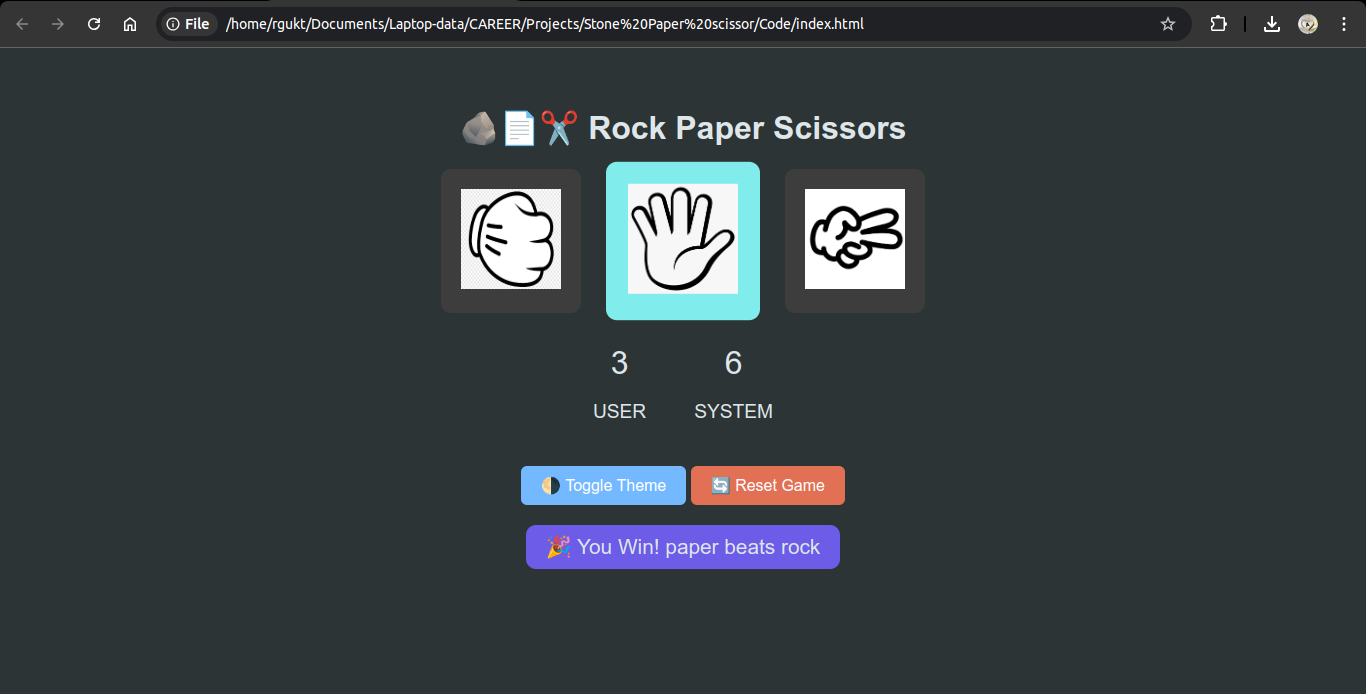 File /home/rgukt/Documents/Laptop-data/CAREER/Projects/Stone%20Paper%20scissor/Code/index.html
🪨📄✂️ Rock Paper Scissors
3 6
USER SYSTEM
🌗 Toggle Theme 🔄 Reset Game
🎉 You Win! paper beats rock